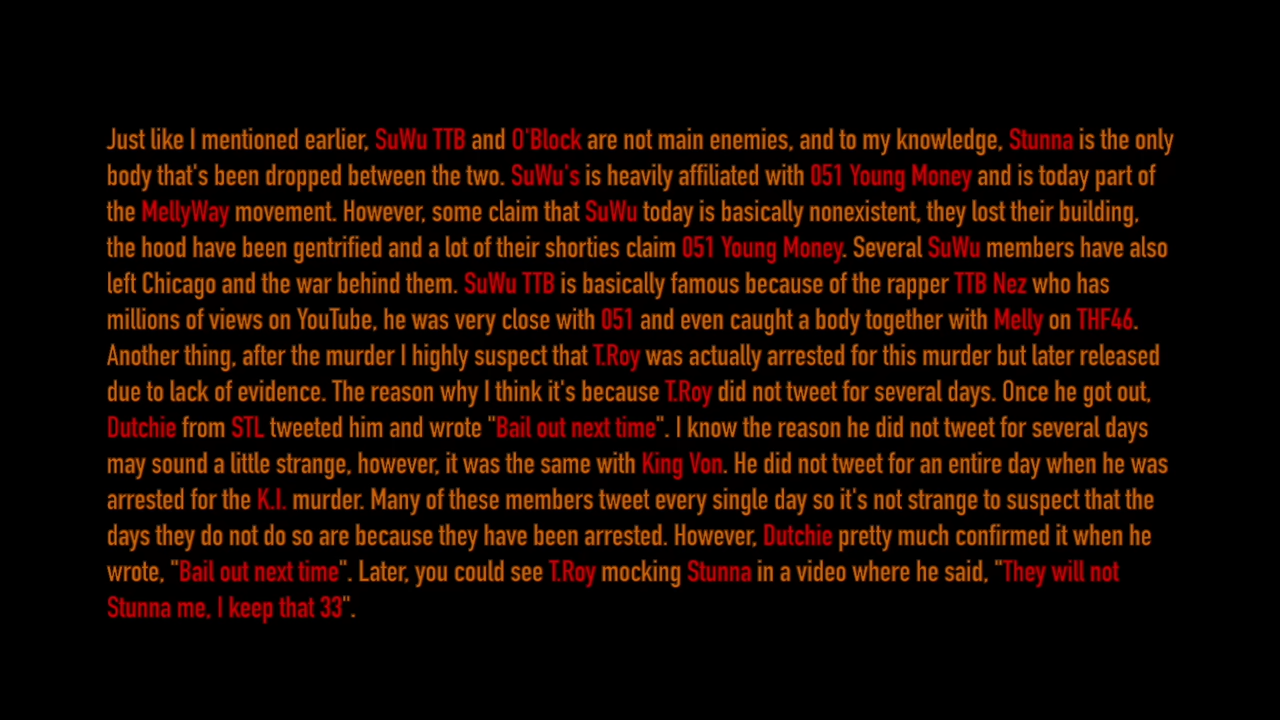 Just like I mentioned earlier, SuWu TTB and O'Block are not main enemies, and to my knowledge, Stunna is the only
body that's been dropped between the two. SuWu's is heavily affiliated with 051 Young Money and is today part of
the MellyWay movement. However, some claim that SuWu today is basically nonexistent, they lost their building,
the hood have been gentrified and a lot of their shorties claim 051 Young Money. Several SuWu members have also
left Chicago and the war behind them. SuWu TTB is basically famous because of the rapper TTB Nez who has
millions of views on YouTube, he was very close with 051 and even caught a body together with Melly on THF46.
Another thing, after the murder I highly suspect that T.Roy was actually arrested for this murder but later released
due to lack of evidence. The reason why I think it's because T.Roy did not tweet for several days. Once he got out,
Dutchie from STL tweeted him and wrote "Bail out next time". I know the reason he did not tweet for several days
may sound a little strange, however, it was the same with King Von. He did not tweet for an entire day when he was
arrested for the K.I. murder. Many of these members tweet every single day so it's not strange to suspect that the
days they do not do so are because they have been arrested. However, Dutchie pretty much confirmed it when he
wrote, "Bail out next time". Later, you could see T.Roy mocking Stunna in a video where he said, "They will not
Stunna me, I keep that 33".